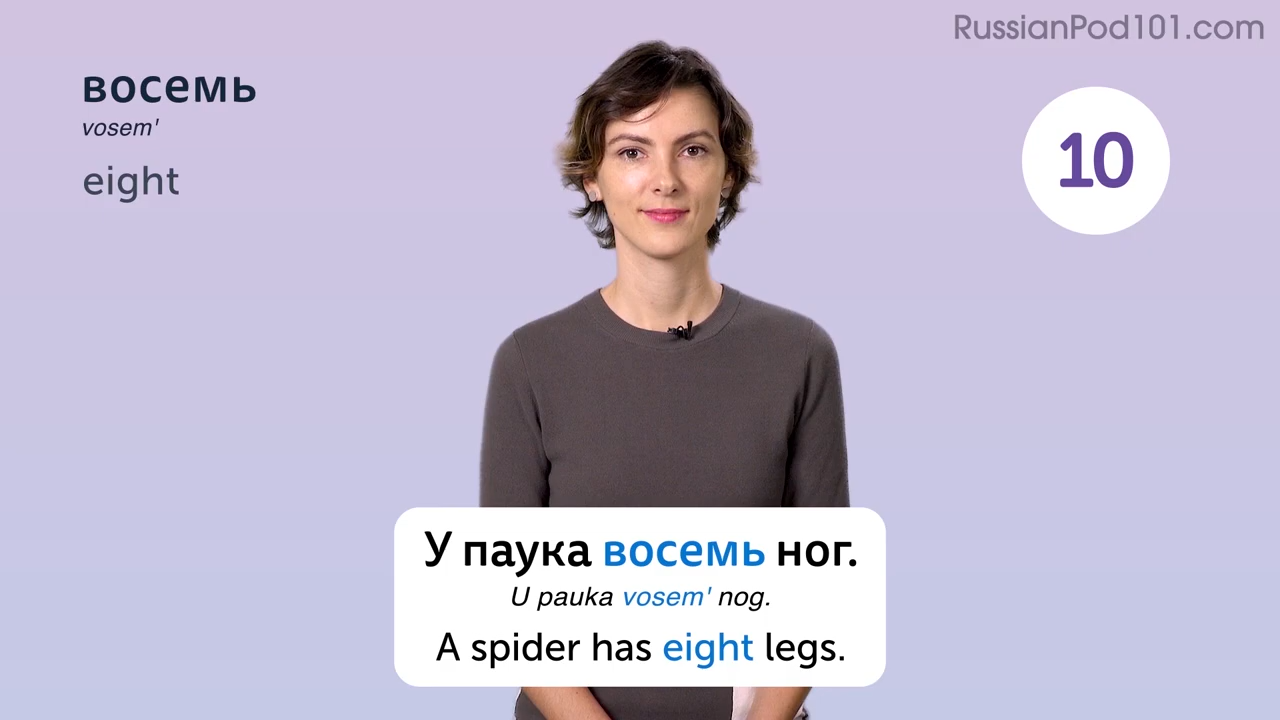 RussianPod101.com
восемь
vosem'
eight
10
У паука восемь ног.
U pauka vosem' nog.
A spider has eight legs.